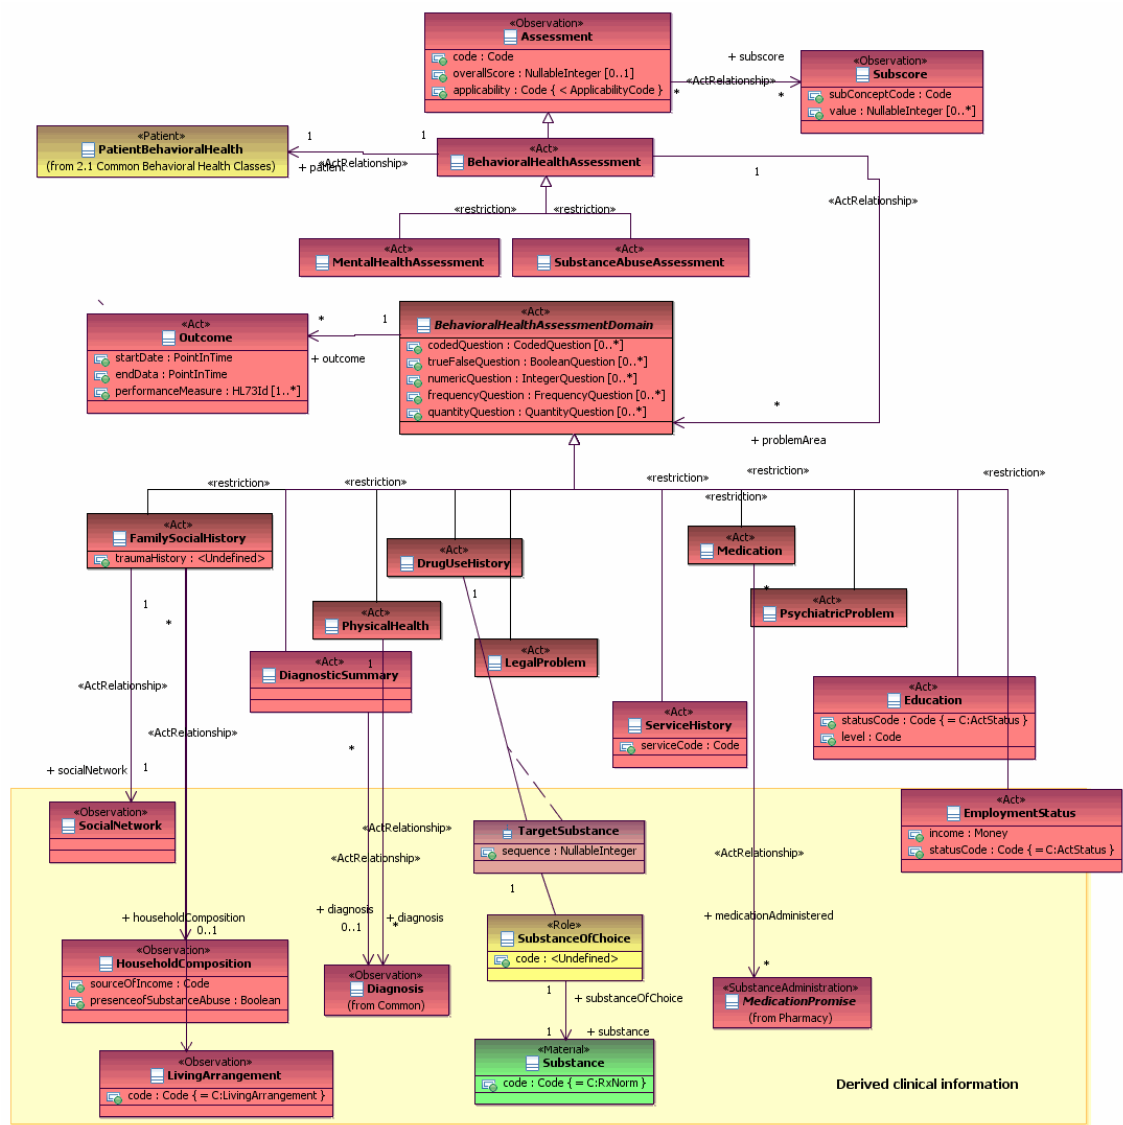 «Observation»
Assessment
code : Code
overallScore : NullableInteger [0..1]
applicability : Code { < ApplicabilityCode }
+ subscore
«ActRelationship»
*
*
«Observation»
Subscore
subConceptCode : Code
value : NullableInteger [0..*]
«Patient»
PatientBehavioralHealth
(from 2.1 Common Behavioral Health Classes)
1
1
«ActRelationship»
+ patient
«Act»
BehavioralHealthAssessment
1
«ActRelationship»
«restriction»
«restriction»
«Act»
MentalHealthAssessment
«Act»
SubstanceAbuseAssessment
«Act»
Outcome
startDate : PointInTime
endData : PointInTime
performanceMeasure : HL73Id [1..*]
*
1
+ outcome
«Act»
BehavioralHealthAssessmentDomain
codedQuestion : CodedQuestion [0..*]
trueFalseQuestion : BooleanQuestion [0..*]
numericQuestion : IntegerQuestion [0..*]
frequencyQuestion : FrequencyQuestion [0..*]
quantityQuestion : QuantityQuestion [0..*]
*
+ problemArea
«restriction»
«restriction»
«restriction»
«restriction»
«restriction»
«restriction»
«Act»
FamilySocialHistory
traumaHistory : <Undefined>
«Act»
DrugUseHistory
«Act»
Medication
«Act»
PhysicalHealth
«Act»
PsychiatricProblem
«Act»
LegalProblem
«Act»
DiagnosticSummary
«Act»
ServiceHistory
serviceCode : Code
«Act»
Education
statusCode : Code { = C:ActStatus }
level : Code
1
*
1
*
1
«ActRelationship»
«ActRelationship»
*
+ socialNetwork
1
«Observation»
SocialNetwork
«ActRelationship»
«ActRelationship»
TargetSubstance
sequence : NullableInteger
«ActRelationship»
«Act»
EmploymentStatus
income : Money
statusCode : Code { = C:ActStatus }
+ householdComposition
0..1
+ diagnosis
0..1
+ diagnosis
*
1
+ medicationAdministered
*
«Observation»
HouseholdComposition
sourceOfIncome : Code
presenceofSubstanceAbuse : Boolean
«Observation»
Diagnosis
(from Common)
«Role»
SubstanceOfChoice
code : <Undefined>
1
+ substanceOfChoice
1
+ substance
«SubstanceAdministration»
MedicationPromise
(from Pharmacy)
«Observation»
LivingArrangement
code : Code { = C:LivingArrangement }
«Material»
Substance
code : Code { = C:RxNorm }
Derived clinical information